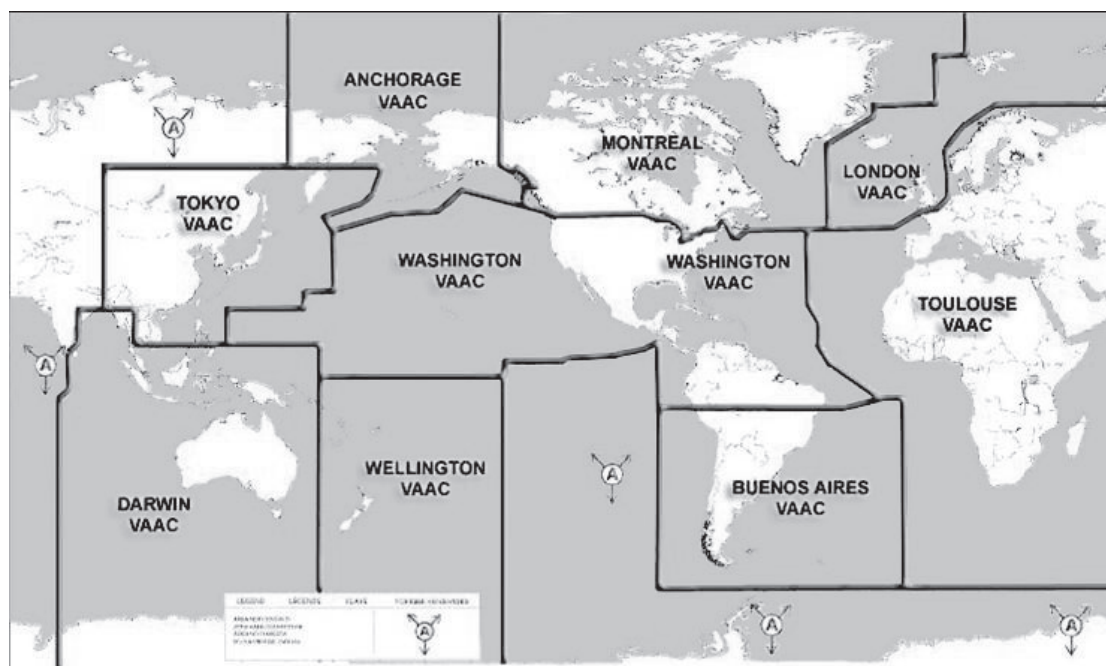 ANCHORAGE
VAAC
A
MONTREAL
VAAC
LONDON
VAAC
TOKYO
VAAC
WASHINGTON
VAAC
WASHINGTON
VAAC
TOULOUSE
VAAC
A
WELLINGTON
VAAC
A
BUENOS AIRES
VAAC
DARWIN
VAAC
LEGEND LÉGENDE
A
A
A